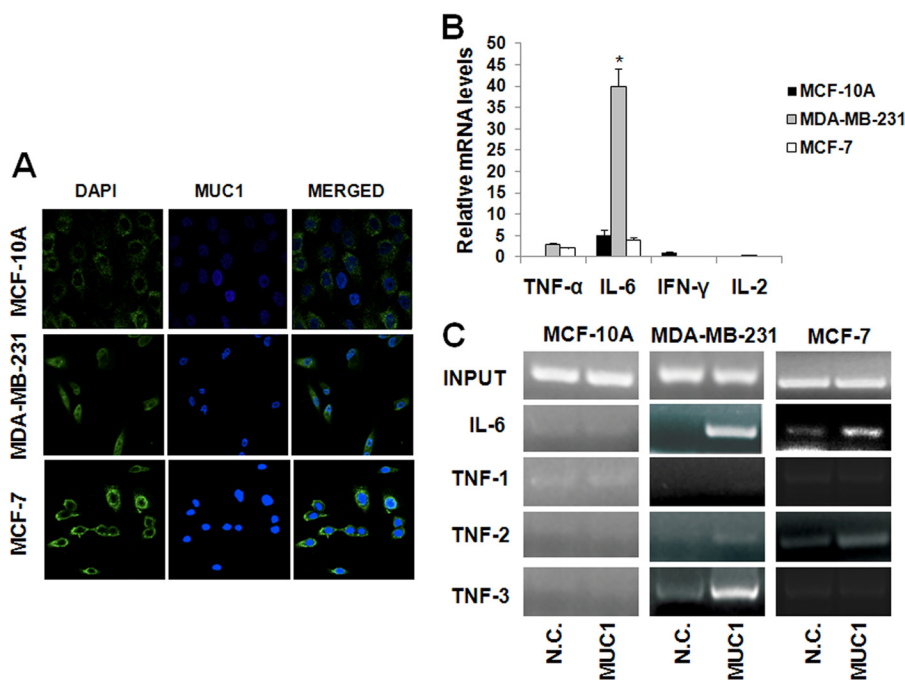 A
DAPI MUC1 MERGED
MCF-10A
MDA-MB-231
MCF-7
B
Relative mRNA levels
50
45
40
35
30
25
20
15
10
5
0
*
TNF-α IL-6 IFN-γ IL-2
MCF-10A
MDA-MB-231
MCF-7
C
MCF-10A MDA-MB-231 MCF-7
INPUT
IL-6
TNF-1
TNF-2
TNF-3
N.C. MUC1 N.C. MUC1 N.C. MUC1